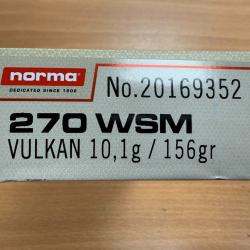 norma
DEDICATED SINCE 1902
No.20169352
270 WSM
VULKAN 10,1g / 156gr